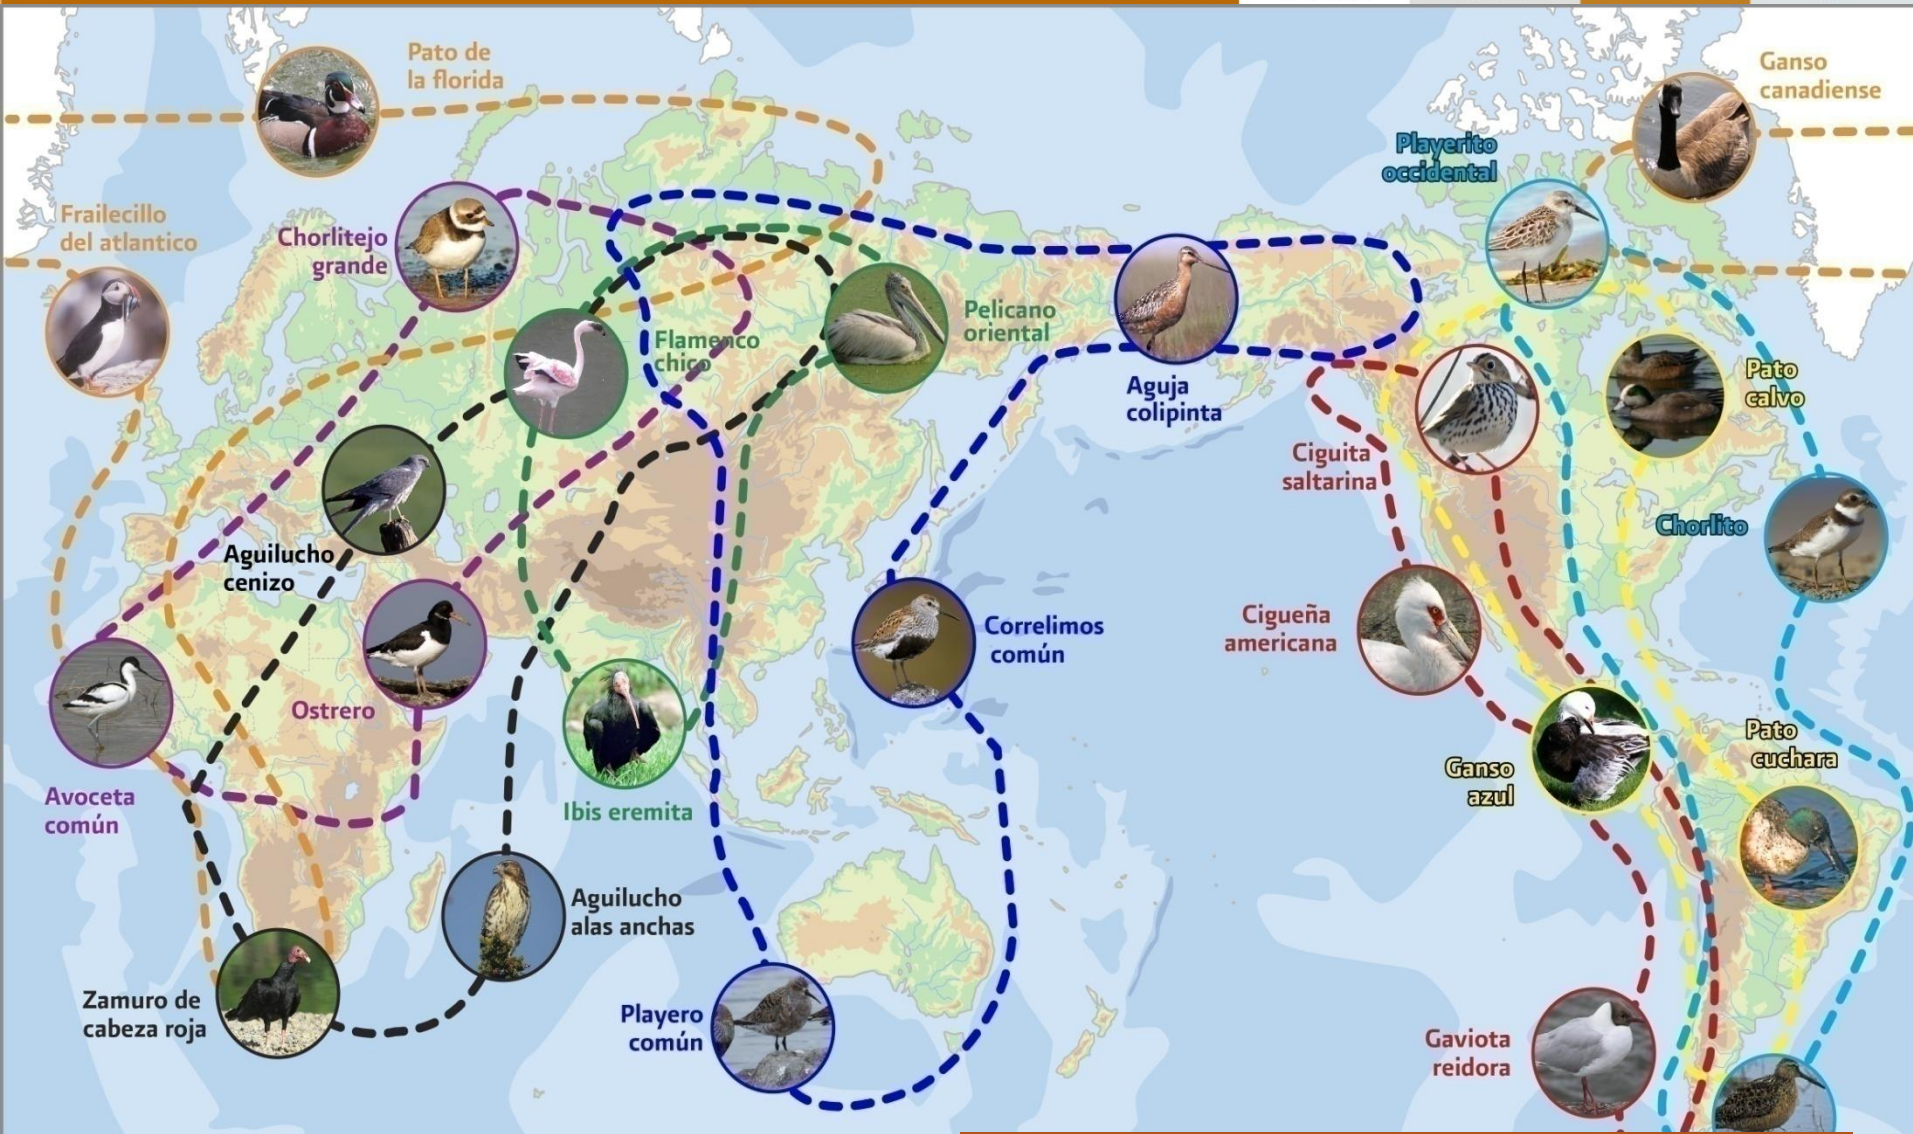 Pato de
la florida
Ganso
canadiense
Playerito
occidental
Frailecillo
del atlantico
Chorlitejo
grande
Flamenco
chico
Pelicano
oriental
Aguja
colipinta
Pato
calvo
Ciguita
saltarina
Chorlito
Aguilucho
cenizo
Correlimos
común
Cigueña
americana
Ostrero
Avoceta
común
Ibis eremita
Pato
cuchara
Ganso
azul
Aguilucho
alas anchas
Zamuro de
cabeza roja
Playero
común
Gaviota
reidora